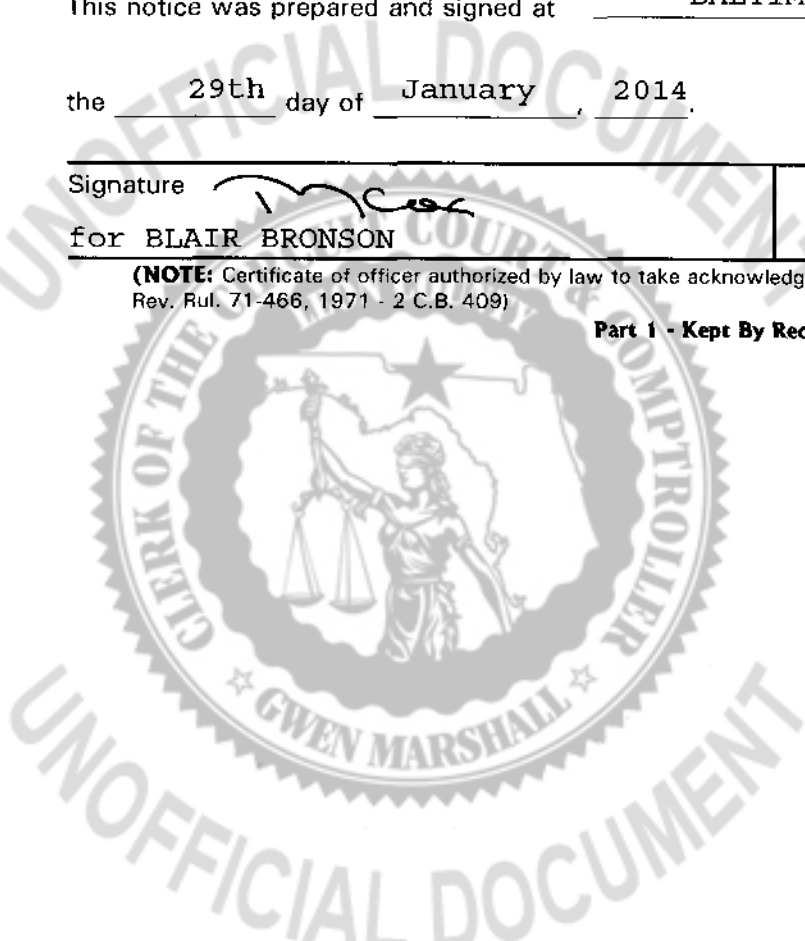 This notice was prepared and signed at BALTIM
the 29th day of January, 2014.
Signature
for BLAIR BRONSON
(NOTE: Certificate of officer authorized by law to take acknowledg
Rev. Rul. 71-466, 1971 - 2 C.B. 409)
Part 1 - Kept By Rec
UNOFFICIAL DOCUMENT
CLERK OF THE CIRCUIT COURT & COMPTROLLER
GWEN MARSHALL
UNOFFICIAL DOCUMENT